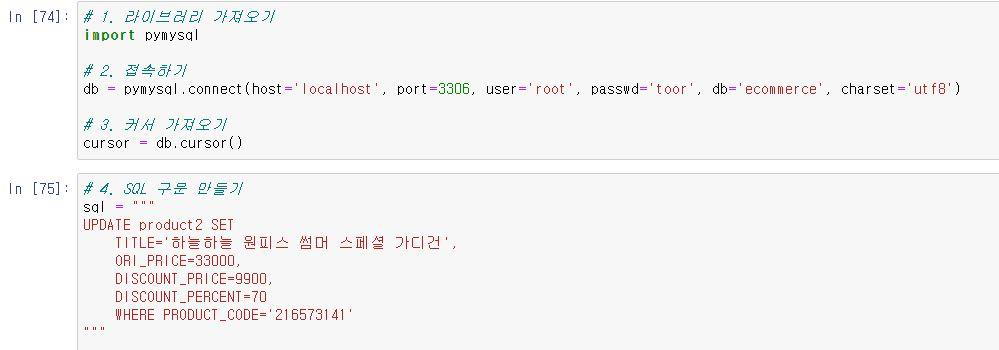 In [74]: # 1. 라이브러리 가져오기
import pymysql
# 2. 접속하기
db = pymysql.connect(host='localhost', port=3306, user='root', passwd='toor', db='ecommerce', charset='utf8')
# 3. 커서 가져오기
cursor = db.cursor()
In [75]: # 4. SQL 구문 만들기
sql = """
UPDATE product2 SET
TITLE='하늘하늘 원피스 썸머 스페셜 가디건',
ORI_PRICE=33000,
DISCOUNT_PRICE=9900,
DISCOUNT_PERCENT=70
WHERE PRODUCT_CODE='216573141'
"""